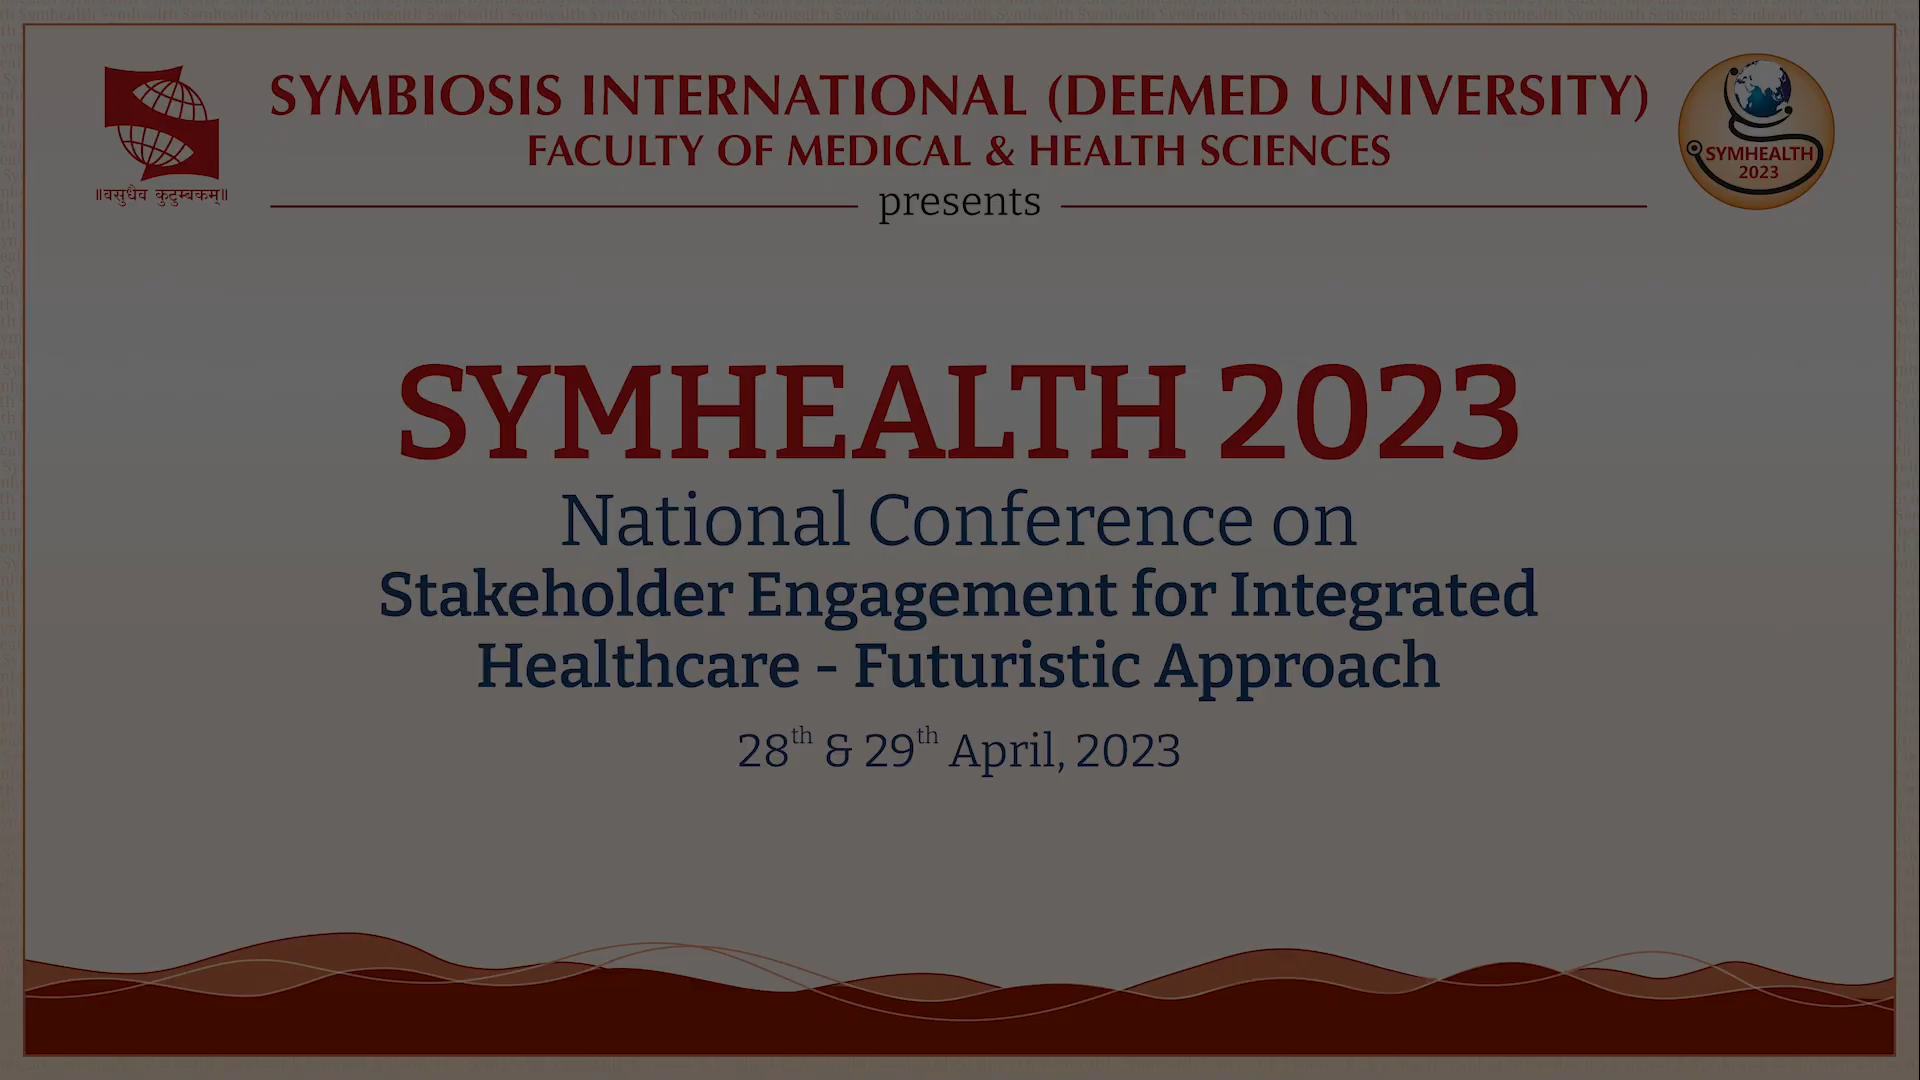 SYMBIOSIS INTERNATIONAL (DEEMED UNIVERSITY)
FACULTY OF MEDICAL & HEALTH SCIENCES
presents
॥वसुधैव कुटुम्बकम्॥
SYMHEALTH
2023
SYMHEALTH 2023
National Conference on
Stakeholder Engagement for Integrated
Healthcare - Futuristic Approach
28th & 29th April, 2023